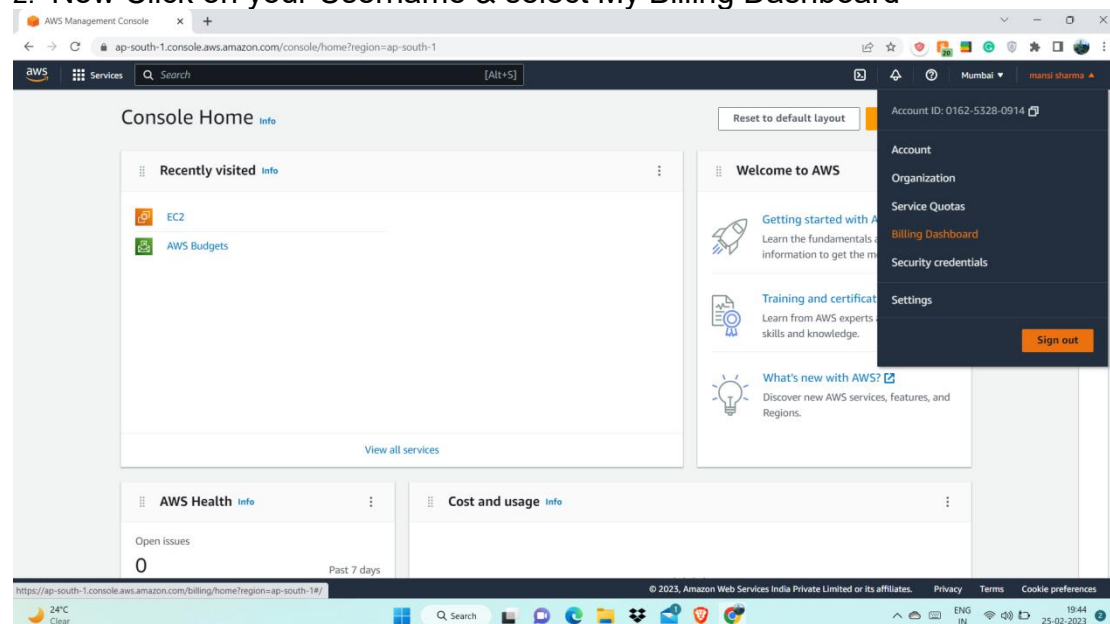 2. Now Click on your Username & select My Billing Dashboard
AWS Management Console
ap-south-1.console.aws.amazon.com/console/home?region=ap-south-1
20
aws
Services
Search
[Alt+S]
Mumbai
mansi sharma
Console Home Info
Reset to default layout
Account ID: 0162-5328-0914
Account
Organization
Service Quotas
Billing Dashboard
Security credentials
Settings
Sign out
Recently visited Info
EC2
AWS Budgets
View all services
Welcome to AWS
Getting started with A
Learn the fundamentals
information to get the m
Training and certificat
Learn from AWS experts
skills and knowledge.
What's new with AWS?
Discover new AWS services, features, and
Regions.
AWS Health Info
Open issues
0
Past 7 days
Cost and usage Info
https://ap-south-1.console.aws.amazon.com/billing/home?region=ap-south-1#/
© 2023, Amazon Web Services India Private Limited or its affiliates.
Privacy
Terms
Cookie preferences
24°C
Clear
Search
ENG
IN
19:44
25-02-2023
2